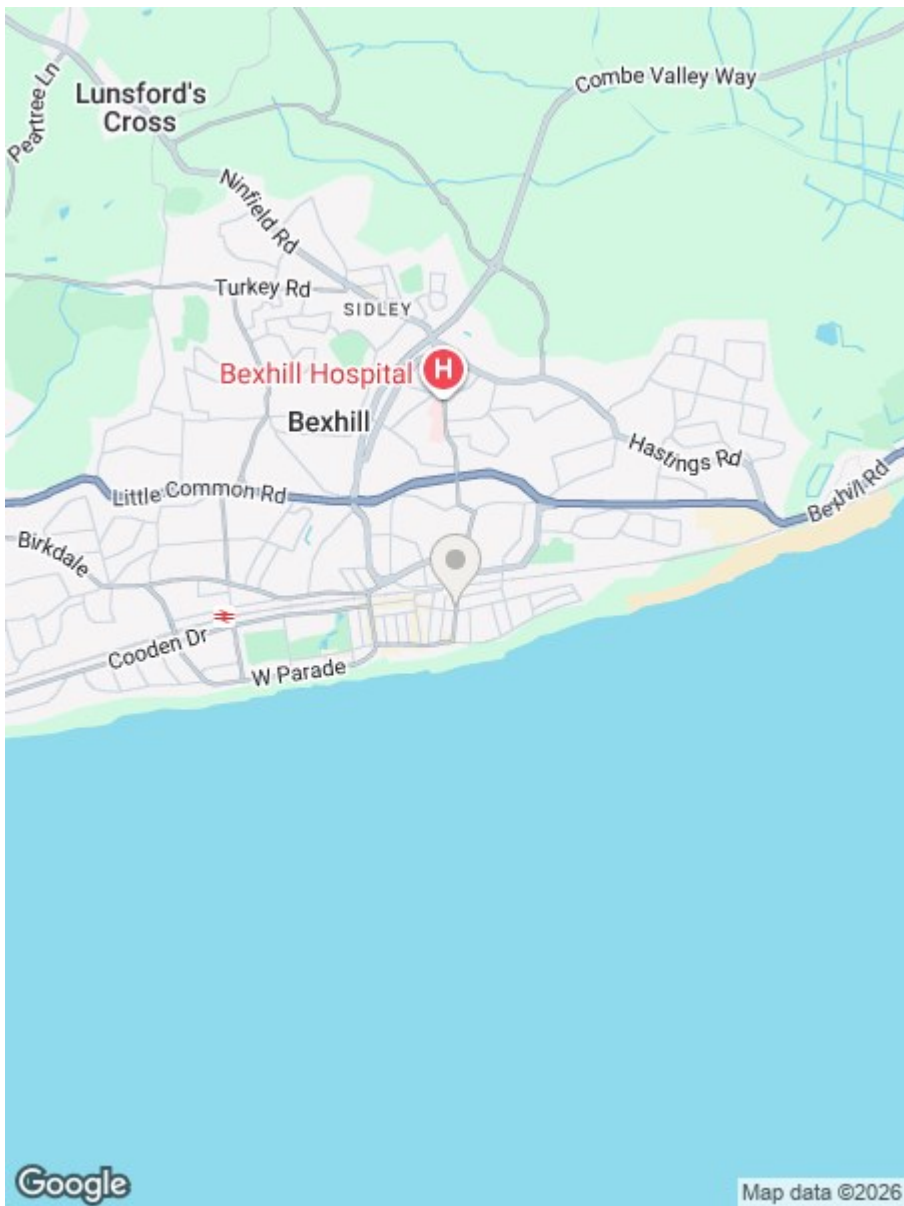 Combe Valley Way
Lunsford's
Cross
Peartree Ln
Ninfield Rd
Turkey Rd
SIDLEY
Bexhill Hospital
H
Bexhill
Hastings Rd
Little Common Rd
Bexhill Rd
Birkdale
Cooden Dr
W Parade
Google
Map data ©2026